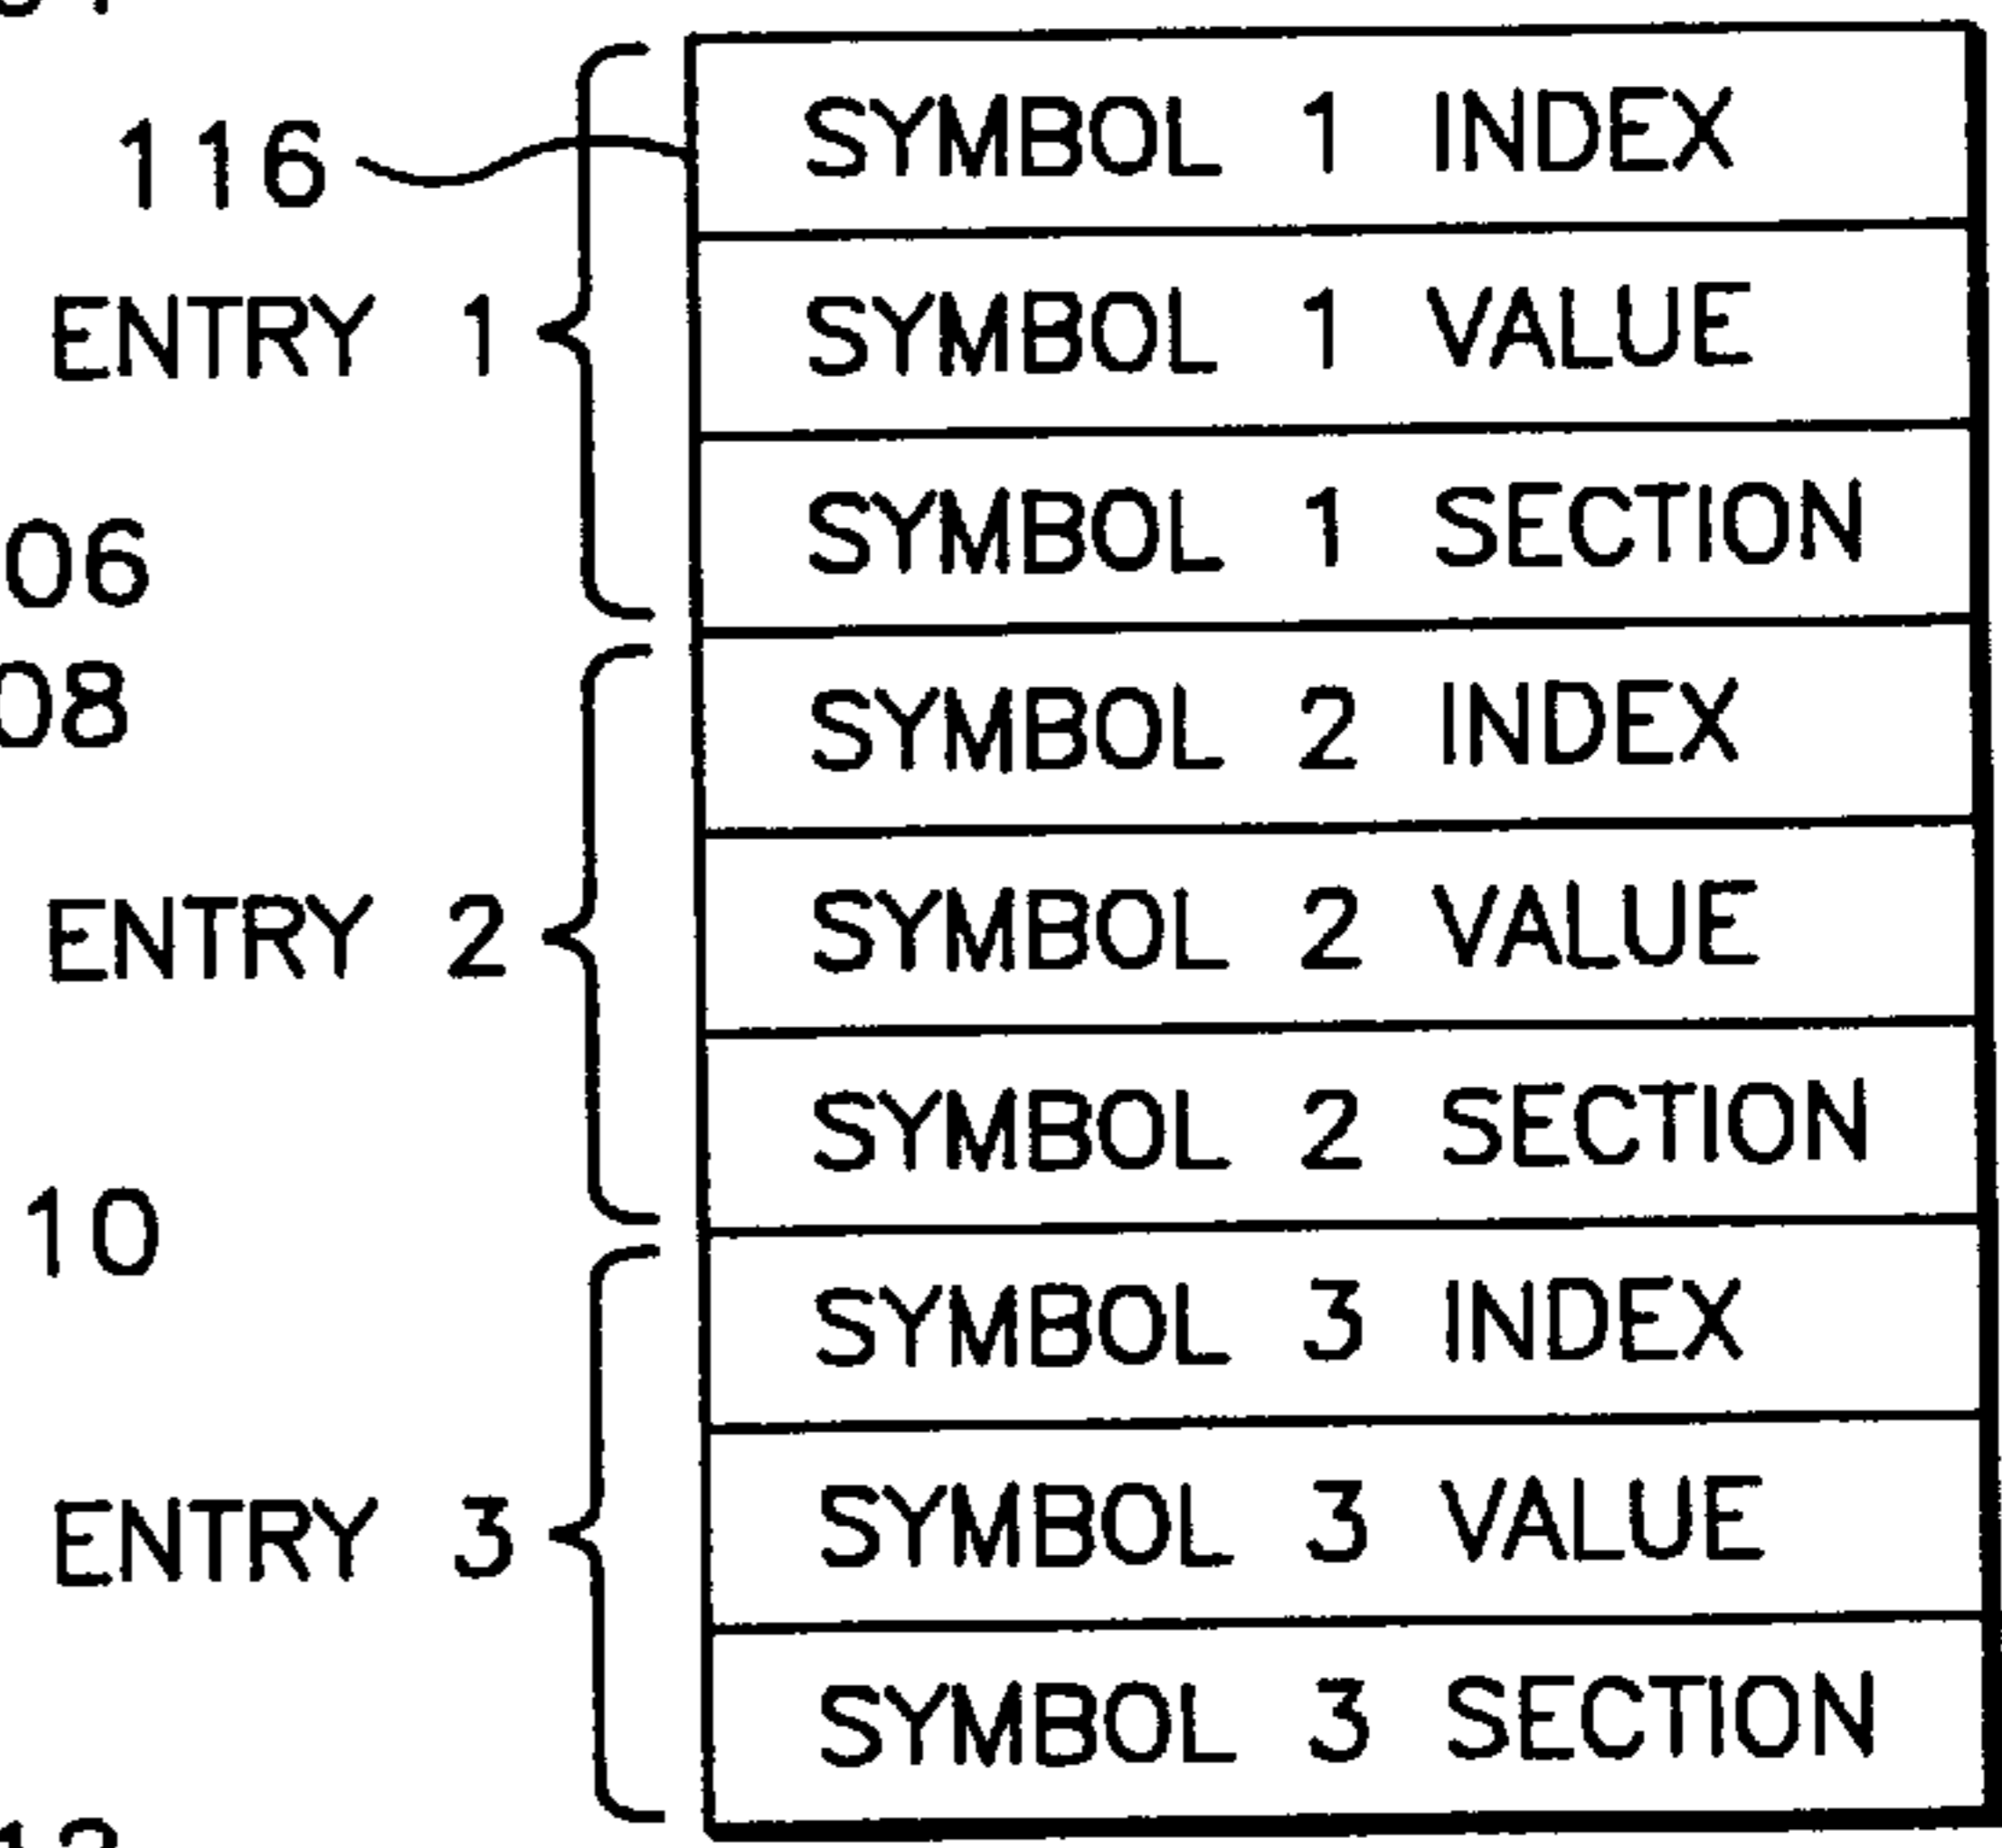 116
SYMBOL 1 INDEX
ENTRY 1
SYMBOL 1 VALUE
SYMBOL 1 SECTION
06
08
SYMBOL 2 INDEX
ENTRY 2
SYMBOL 2 VALUE
SYMBOL 2 SECTION
10
SYMBOL 3 INDEX
ENTRY 3
SYMBOL 3 VALUE
SYMBOL 3 SECTION